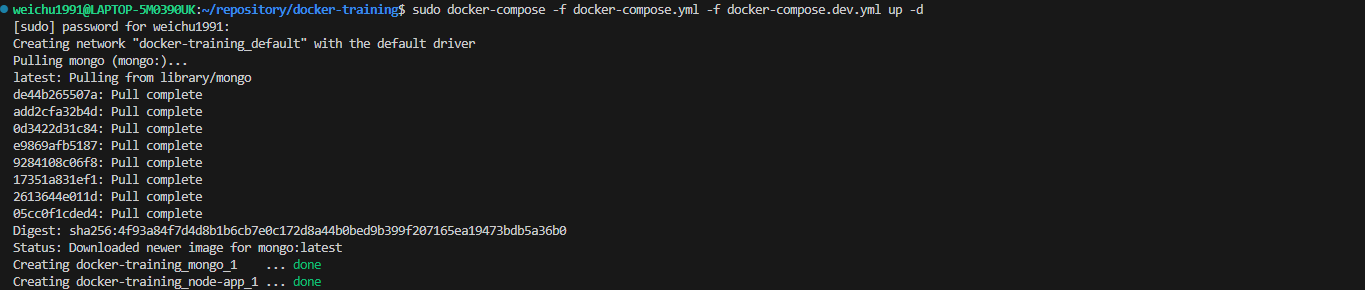 weichu1991@LAPTOP-5M0390UK:~/repository/docker-training$ sudo docker-compose -f docker-compose.yml -f docker-compose.dev.yml up -d
[sudo] password for weichu1991:
Creating network "docker-training_default" with the default driver
Pulling mongo (mongo:)...
latest: Pulling from library/mongo
de44b265507a: Pull complete
add2cfa32b4d: Pull complete
0d3422d31c84: Pull complete
e9869afb5187: Pull complete
9284108c06f8: Pull complete
17351a831ef1: Pull complete
2613644e011d: Pull complete
05cc0f1cded4: Pull complete
Digest: sha256:4f93a84f7d4d8b1b6cb7e0c172d8a44b0bed9b399f207165ea19473bdb5a36b0
Status: Downloaded newer image for mongo:latest
Creating docker-training_mongo_1    ... done
Creating docker-training_node-app_1 ... done